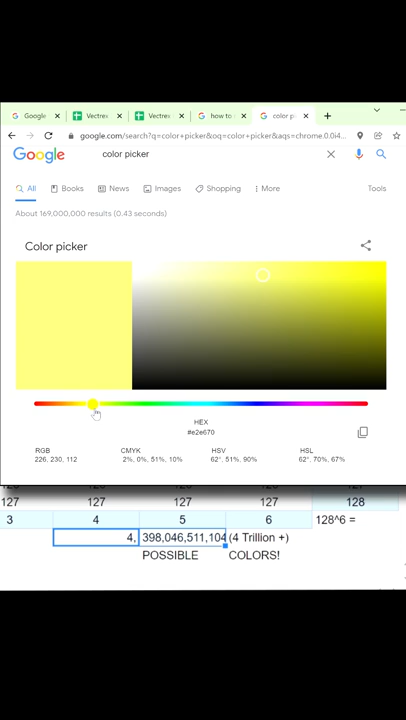 Google Vectrex Vectrex how to color p
google.com/search?q=color+picker&oq=color+picker&aqs=chrome.0.0i4...
Google color picker
All Books News Images Shopping More Tools
About 169,000,000 results (0.43 seconds)
Color picker
HEX
#e2e670
RGB CMYK HSV HSL
226, 230, 112 2%, 0%, 51%, 10% 62°, 51%, 90% 62°, 70%, 67%
127 127 127 128
3 4 5 6 128^6 =
4, 398,046,511,104 (4 Trillion +)
POSSIBLE COLORS!